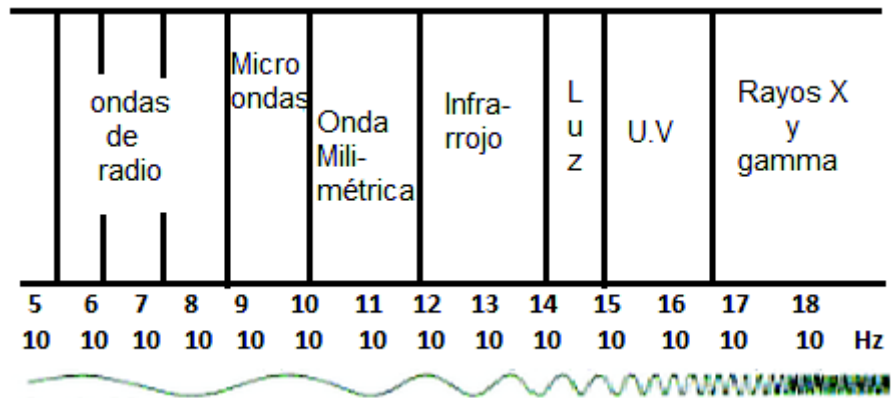 ondas
de
radio
Micro
ondas
Onda
Mili-
métrica
Infra-
rrojo
L
u
z
U.V
Rayos X
y
gamma
5 6 7 8 9 10 11 12 13 14 15 16 17 18
10 10 10 10 10 10 10 10 10 10 10 10 10 10 Hz